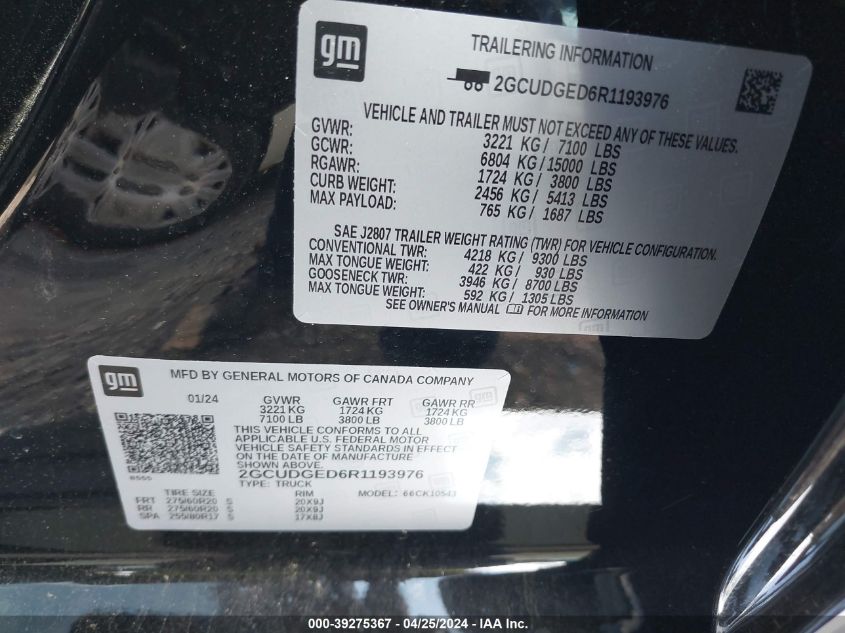 gm
TRAILERING INFORMATION
2GCUDGED6R1193976
VEHICLE AND TRAILER MUST NOT EXCEED ANY OF THESE VALUES.
GVWR: 3221 KG/ 7100 LBS
GCWR: 6804 KG/15000 LBS
RGAWR: 1724 KG/ 3800 LBS
CURB WEIGHT: 2456 KG/ 5413 LBS
MAX PAYLOAD: 765 KG/ 1687 LBS
SAE J2807 TRAILER WEIGHT RATING (TWR) FOR VEHICLE CONFIGURATION.
CONVENTIONAL TWR: 4218 KG/ 9300 LBS
MAX TONGUE WEIGHT: 422 KG/ 930 LBS
GOOSENECK TWR: 3946 KG/ 8700 LBS
MAX TONGUE WEIGHT: 592 KG/ 1305 LBS
SEE OWNER'S MANUAL FOR MORE INFORMATION
gm
MFD BY GENERAL MOTORS OF CANADA COMPANY
01/24 GVWR GAWR FRT GAWR RR
3221 KG 1724 KG 1724 KG
7100 LB 3800 LB 3800 LB
THIS VEHICLE CONFORMS TO ALL
APPLICABLE U.S. FEDERAL MOTOR
VEHICLE SAFETY STANDARDS IN EFFECT
ON THE DATE OF MANUFACTURE
SHOWN ABOVE.
2GCUDGED6R1193976
TYPE: TRUCK MODEL: 66CK10543
TIRE SIZE RIM
FRT 275/60R20 S 20X9J
RR 275/60R20 S 20X9J
SPA 255/80R17 S 17X8J
000-39275367 - 04/25/2024 - IAA Inc.